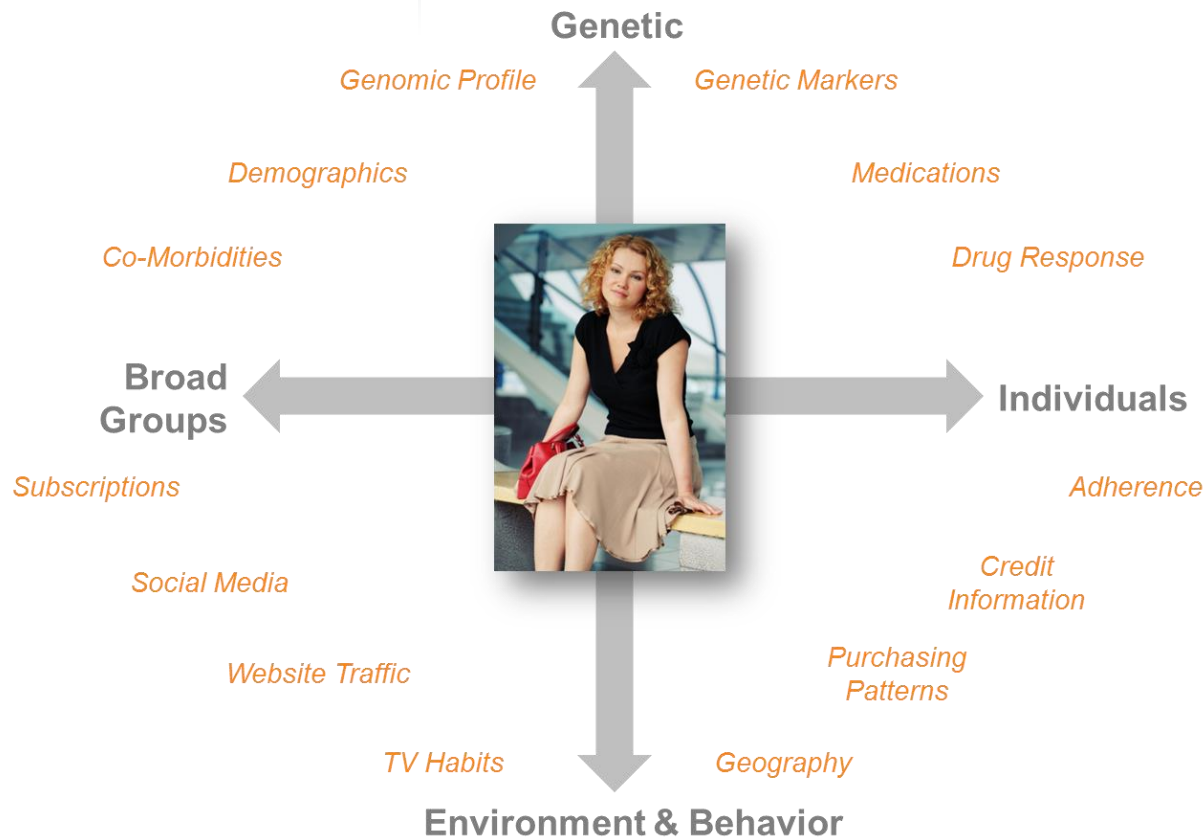 Genetic
Genomic Profile
Genetic Markers
Demographics
Medications
Co-Morbidities
Drug Response
Broad
Groups
Individuals
Subscriptions
Adherence
Social Media
Credit
Information
Website Traffic
Purchasing
Patterns
TV Habits
Geography
Environment & Behavior